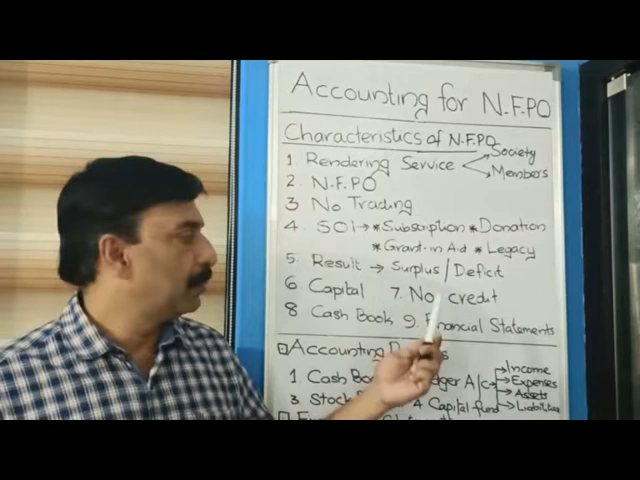 Accounting for N.F.P.O
Characteristics of N.F.P.O
1. Rendering Service Society
Members
2. N.F.P.O
3 No Trading
4. SOI → * Subscription * Donation
* Grant-in Aid * Legacy
5. Result → Surplus / Deficit
6 Capital 7. No credit
8 Cash Book 9. Financial Statements
Accounting
1. Cash A/c Income
Expenses
Assets
3. Stock 4 Capital fund Liabilities